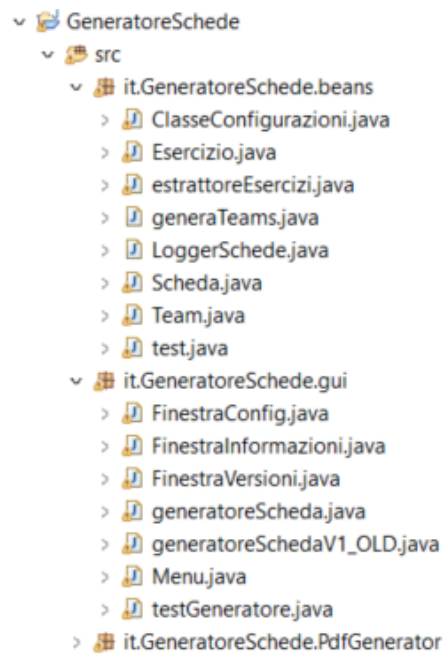 GeneratoreSchede
src
it.GeneratoreSchede.beans
ClasseConfigurazioni.java
Esercizio.java
estrattoreEsercizi.java
generaTeams.java
LoggerSchede.java
Scheda.java
Team.java
test.java
it.GeneratoreSchede.gui
FinestraConfig.java
FinestraInformazioni.java
FinestraVersioni.java
generatoreScheda.java
generatoreSchedaV1_OLD.java
Menu.java
testGeneratore.java
it.GeneratoreSchede.PdfGenerator